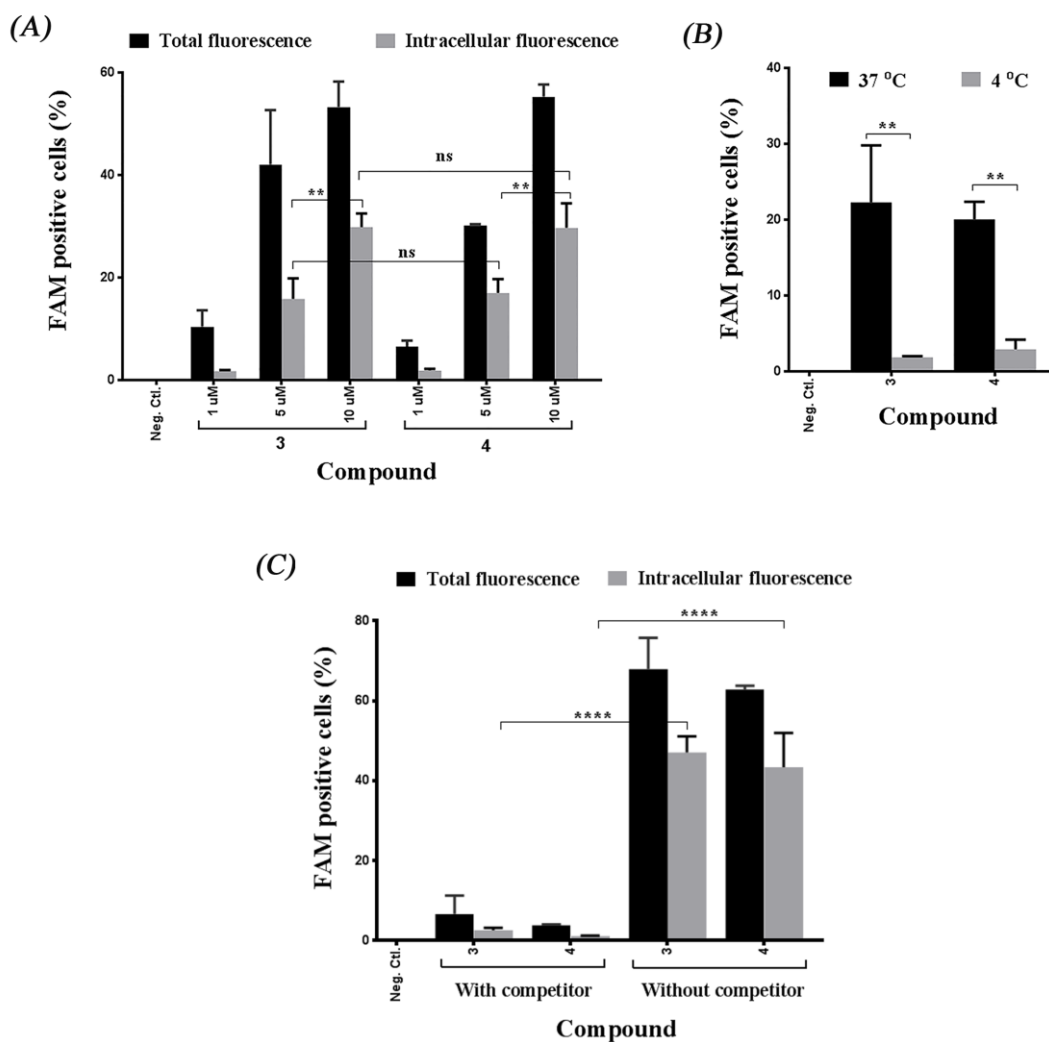 (A)
Total fluorescence Intracellular fluorescence
FAM positive cells (%)
60
40
20
0
ns
** **
ns
Neg. Ctl. 1 uM 5 uM 10 uM 1 uM 5 uM 10 uM
3 4
Compound
(B)
37 °C 4 °C
FAM positive cells (%)
40
30
20
10
0
** **
Neg. Ctl. 3 4
Compound
(C)
Total fluorescence Intracellular fluorescence
FAM positive cells (%)
80
60
40
20
0
****
****
Neg. Ctl. 3 4 3 4
With competitor Without competitor
Compound